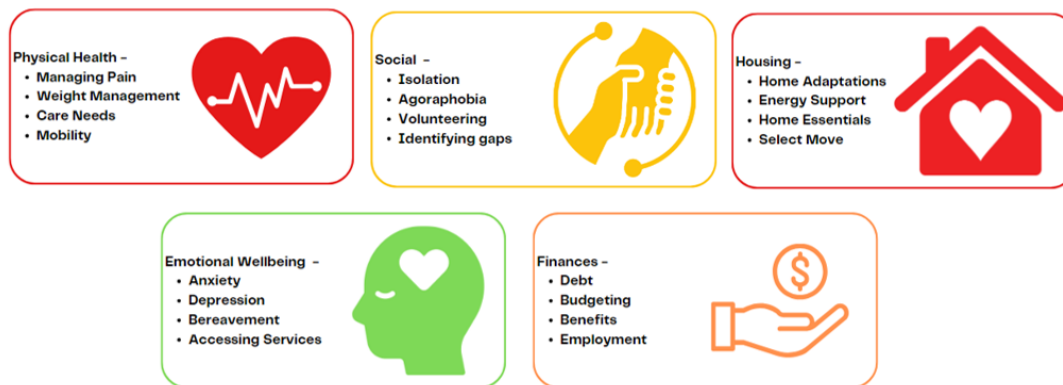 Physical Health –
• Managing Pain
• Weight Management
• Care Needs
• Mobility
Social –
• Isolation
• Agoraphobia
• Volunteering
• Identifying gaps
Housing –
• Home Adaptations
• Energy Support
• Home Essentials
• Select Move
Emotional Wellbeing –
• Anxiety
• Depression
• Bereavement
• Accessing Services
Finances –
• Debt
• Budgeting
• Benefits
• Employment
$